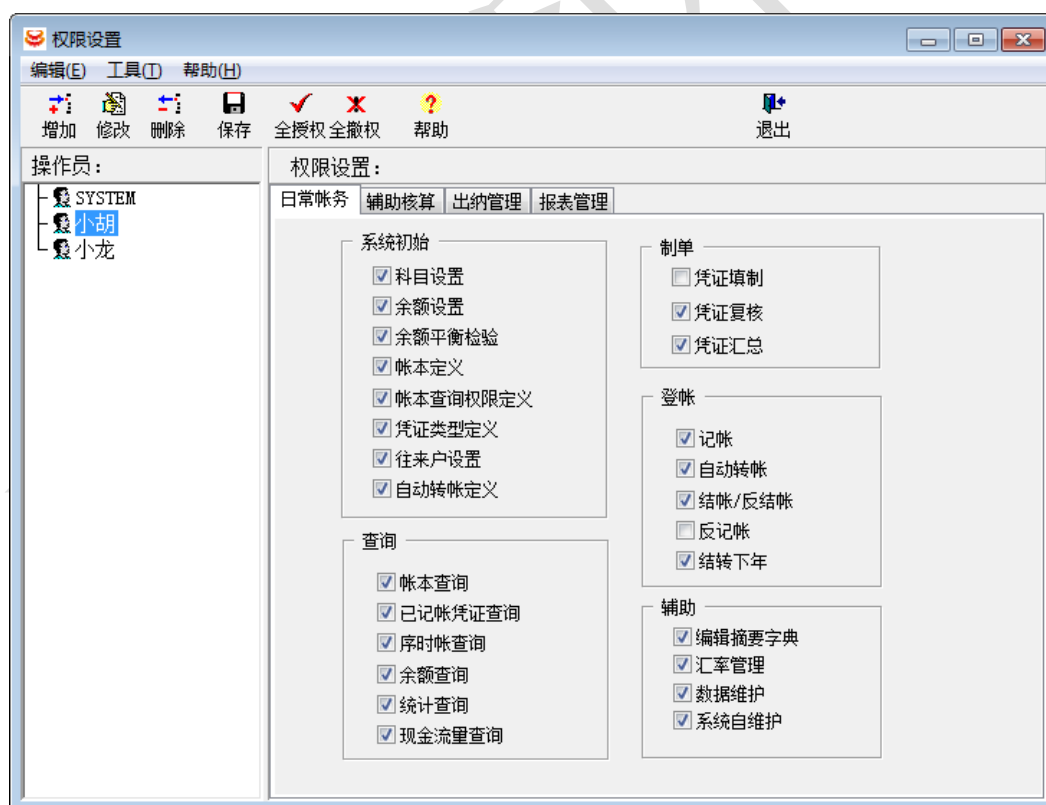 权限设置
编辑(E) 工具(T) 帮助(H)
增加 修改 删除 保存 全授权 全撤权 帮助 退出
操作员：
SYSTEM
小胡
小龙
权限设置：
日常帐务 辅助核算 出纳管理 报表管理
系统初始
科目设置
余额设置
余额平衡检验
帐本定义
帐本查询权限定义
凭证类型定义
往来户设置
自动转帐定义
查询
帐本查询
已记帐凭证查询
序时帐查询
余额查询
统计查询
现金流量查询
制单
凭证填制
凭证复核
凭证汇总
登帐
记帐
自动转帐
结帐/反结帐
反记帐
结转下年
辅助
编辑摘要字典
汇率管理
数据维护
系统自维护